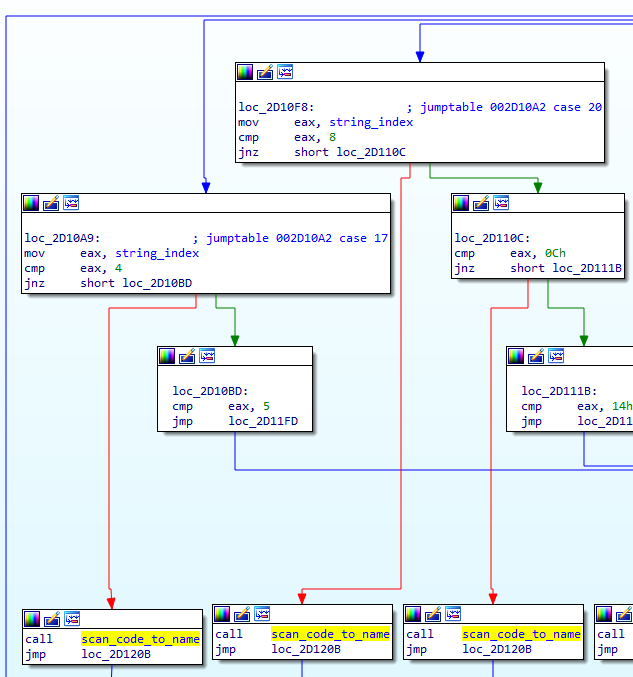 loc_2D10F8: ; jumptable 002D10A2 case 20
mov eax, string_index
cmp eax, 8
jnz short loc_2D110C
loc_2D10A9: ; jumptable 002D10A2 case 17
mov eax, string_index
cmp eax, 4
jnz short loc_2D10BD
loc_2D110C:
cmp eax, 0Ch
jnz short loc_2D111B
loc_2D10BD:
cmp eax, 5
jmp loc_2D11FD
loc_2D111B:
cmp eax, 14h
jmp loc_2D11
call scan_code_to_name
jmp loc_2D120B
call scan_code_to_name
jmp loc_2D120B
call scan_code_to_name
jmp loc_2D120B
call
jmp